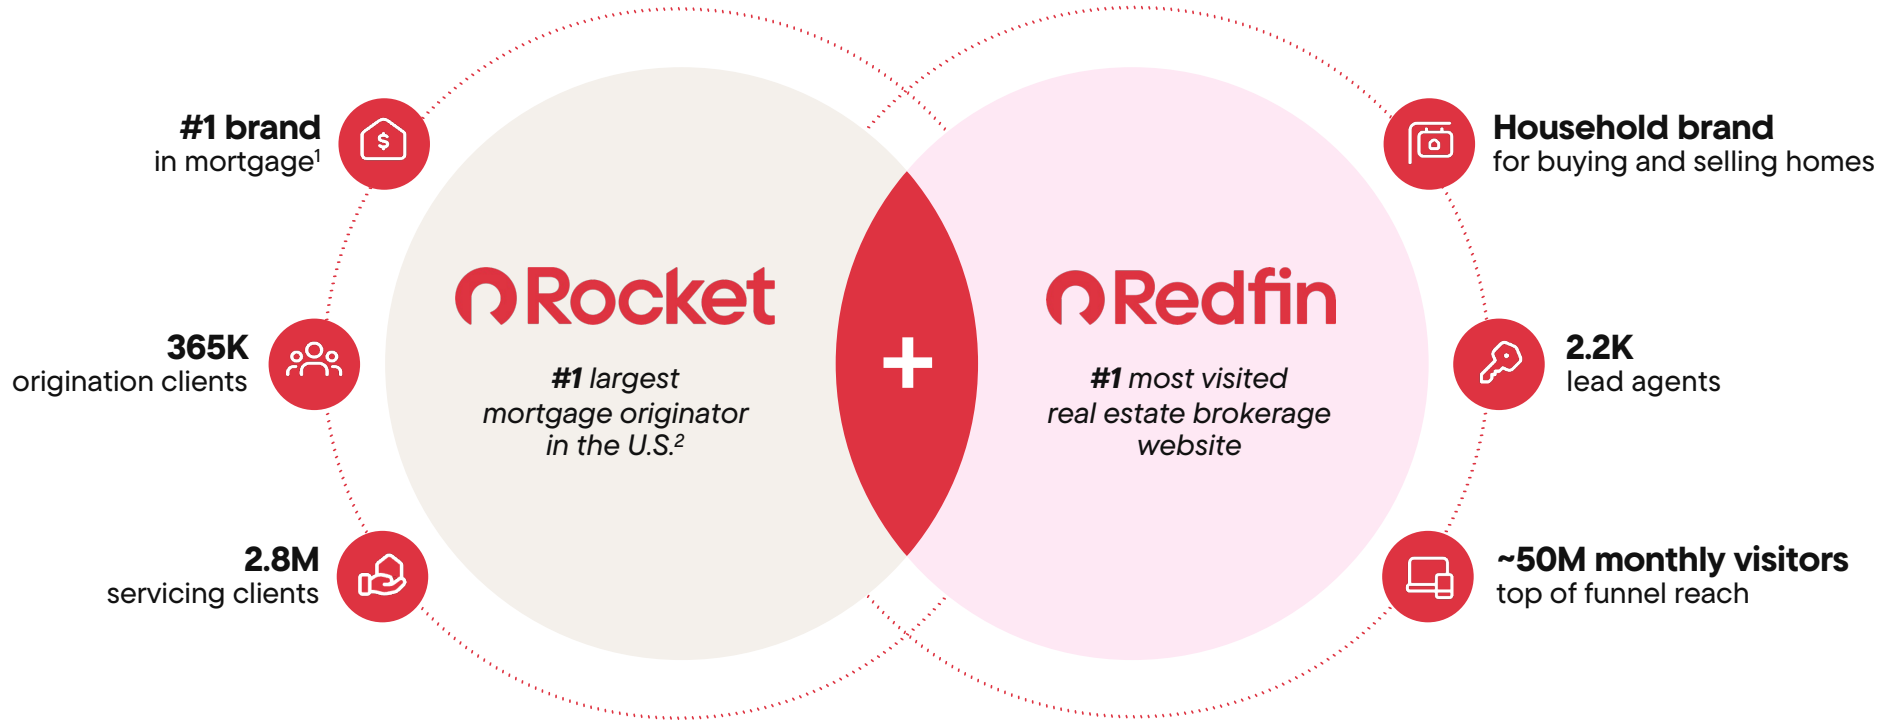 #1 brand
in mortgage¹
365K
origination clients
2.8M
servicing clients
$
Rocket
#1 largest
mortgage originator
in the U.S.²
+
Redfin
#1 most visited
real estate brokerage
website
Household brand
for buying and selling homes
2.2K
lead agents
~50M monthly visitors
top of funnel reach